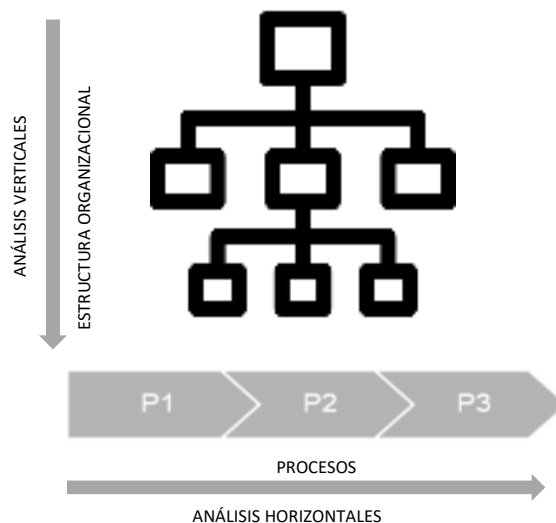 ANÁLISIS VERTICALES
ESTRUCTURA ORGANIZACIONAL
P1
P2
P3
PROCESOS
ANÁLISIS HORIZONTALES